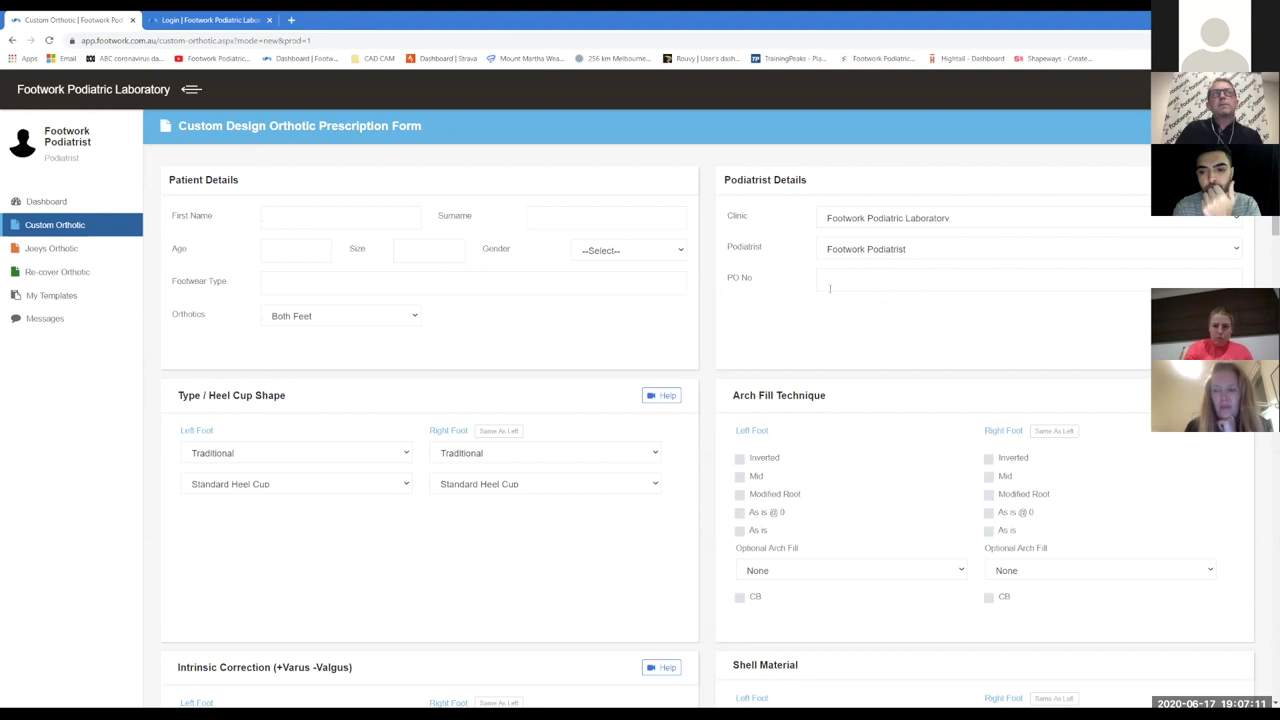 Custom Orthotic | Footwork Pod
Login | Footwork Podiatric Labor
app.footwork.com.au/custom-orthotic.aspx?mode=new&prod=1
Apps Email ABC coronavirus da... Footwork Podiatric... Dashboard | Footw... CAD CAM Dashboard | Strava Mount Martha Wea... 256 km Melbourne... Rouvy | User's dash... TrainingPeaks - Pla... Footwork Podiatric... Hightail - Dashboard Shapeways - Create...
Footwork Podiatric Laboratory
Footwork
Podiatrist
Podiatrist
Dashboard
Custom Orthotic
Joeys Orthotic
Re-cover Orthotic
My Templates
Messages
Custom Design Orthotic Prescription Form
Patient Details
First Name Surname
Age Size Gender --Select--
Footwear Type
Orthotics Both Feet
Podiatrist Details
Clinic Footwork Podiatric Laboratory
Podiatrist Footwork Podiatrist
PO No
Type / Heel Cup Shape Help
Left Foot Right Foot Same As Left
Traditional Traditional
Standard Heel Cup Standard Heel Cup
Arch Fill Technique
Left Foot Right Foot Same As Left
Inverted Inverted
Mid Mid
Modified Root Modified Root
As is @ 0 As is @ 0
As is As is
Optional Arch Fill Optional Arch Fill
None None
CB CB
Intrinsic Correction (+Varus -Valgus) Help
Left Foot Right Foot Same As Left
Shell Material
Left Foot Right Foot Same As Left
2020-06-17 19:07:11